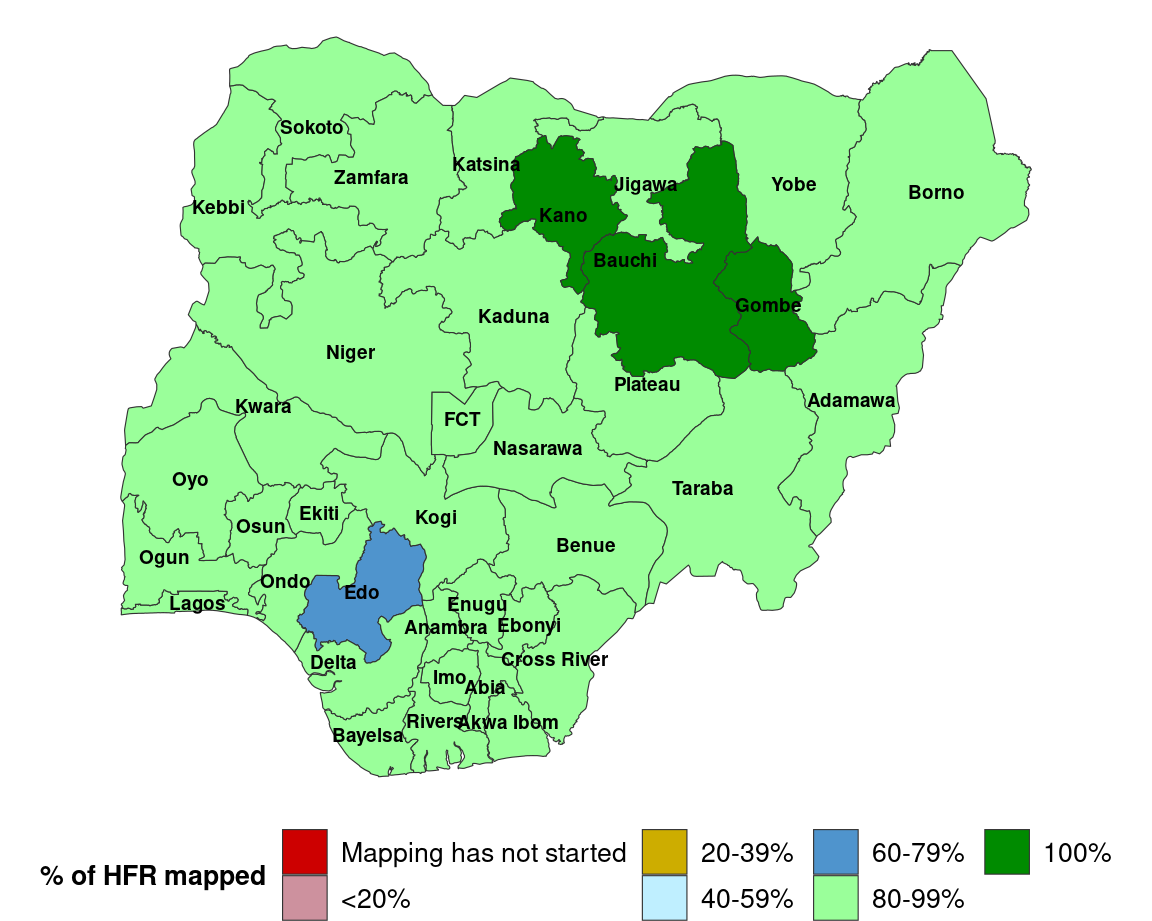 Sokoto
Katsina
Zamfara
Jigawa
Yobe
Borno
Kebbi
Kano
Bauchi
Gombe
Kaduna
Niger
Plateau
Adamawa
Kwara
FCT
Nasarawa
Oyo
Taraba
Ekiti
Kogi
Osun
Benue
Ogun
Ondo
Edo
Lagos
Enugu
Anambra
Ebonyi
Delta
Cross River
Imo
Abia
Rivers
Akwa Ibom
Bayelsa
% of HFR mapped
Mapping has not started
<20%
20-39%
40-59%
60-79%
80-99%
100%